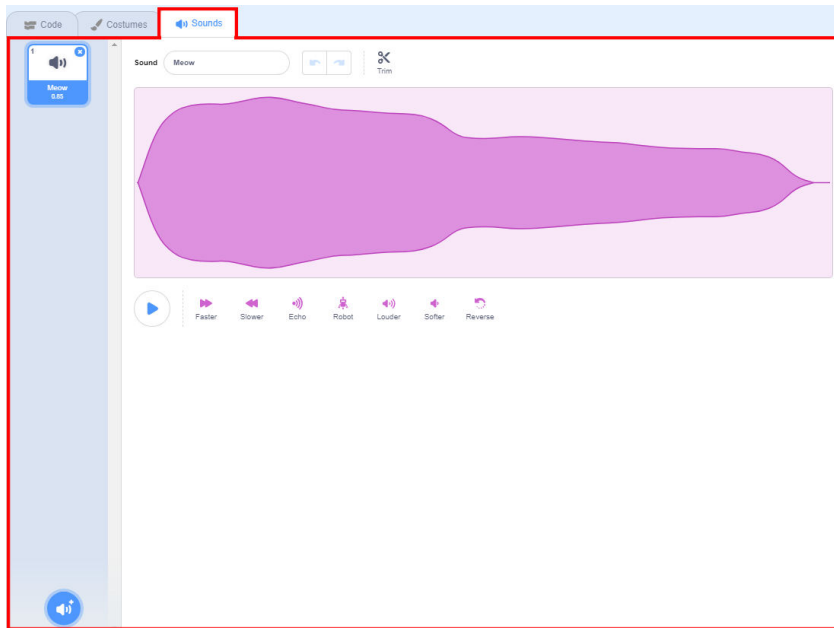 Code Costumes Sounds
1
Meow
0.85
Sound Meow
Trim
Faster Slower Echo Robot Louder Softer Reverse